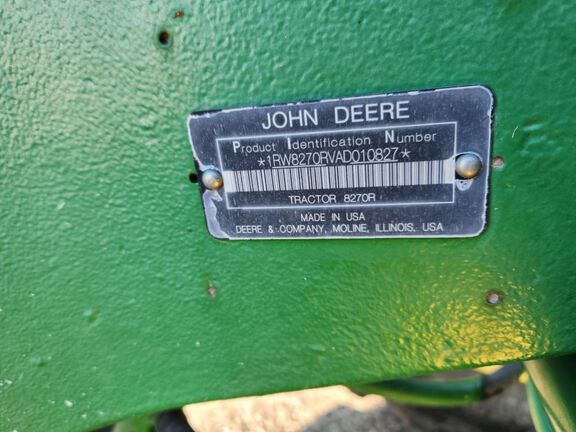 JOHN DEERE
Product Identification Number
*1RW8270RVAD010827*
TRACTOR 8270R
MADE IN USA
DEERE & COMPANY, MOLINE, ILLINOIS, USA